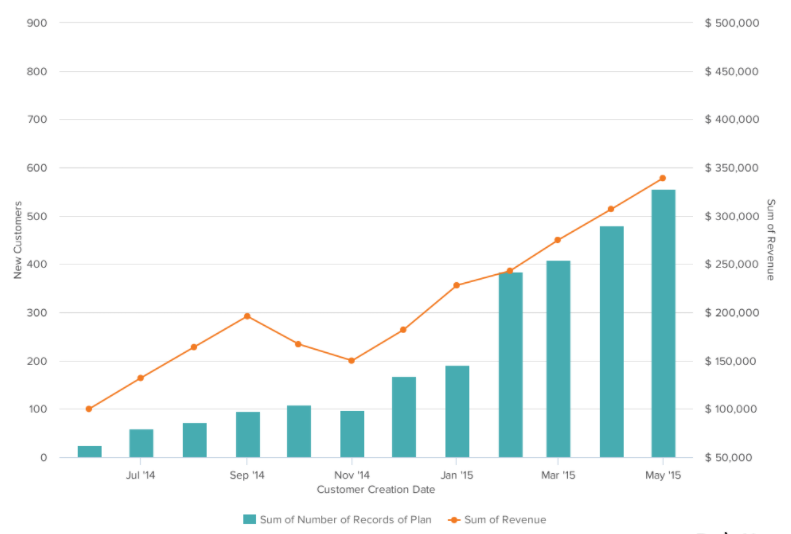 900
800
700
600
500
400
300
200
100
0
New Customers
$ 500,000
$ 450,000
$ 400,000
$ 350,000
$ 300,000
$ 250,000
$ 200,000
$ 150,000
$ 100,000
$ 50,000
Sum of Revenue
Jul '14
Sep '14
Nov '14
Jan '15
Mar '15
May '15
Customer Creation Date
Sum of Number of Records of Plan
Sum of Revenue